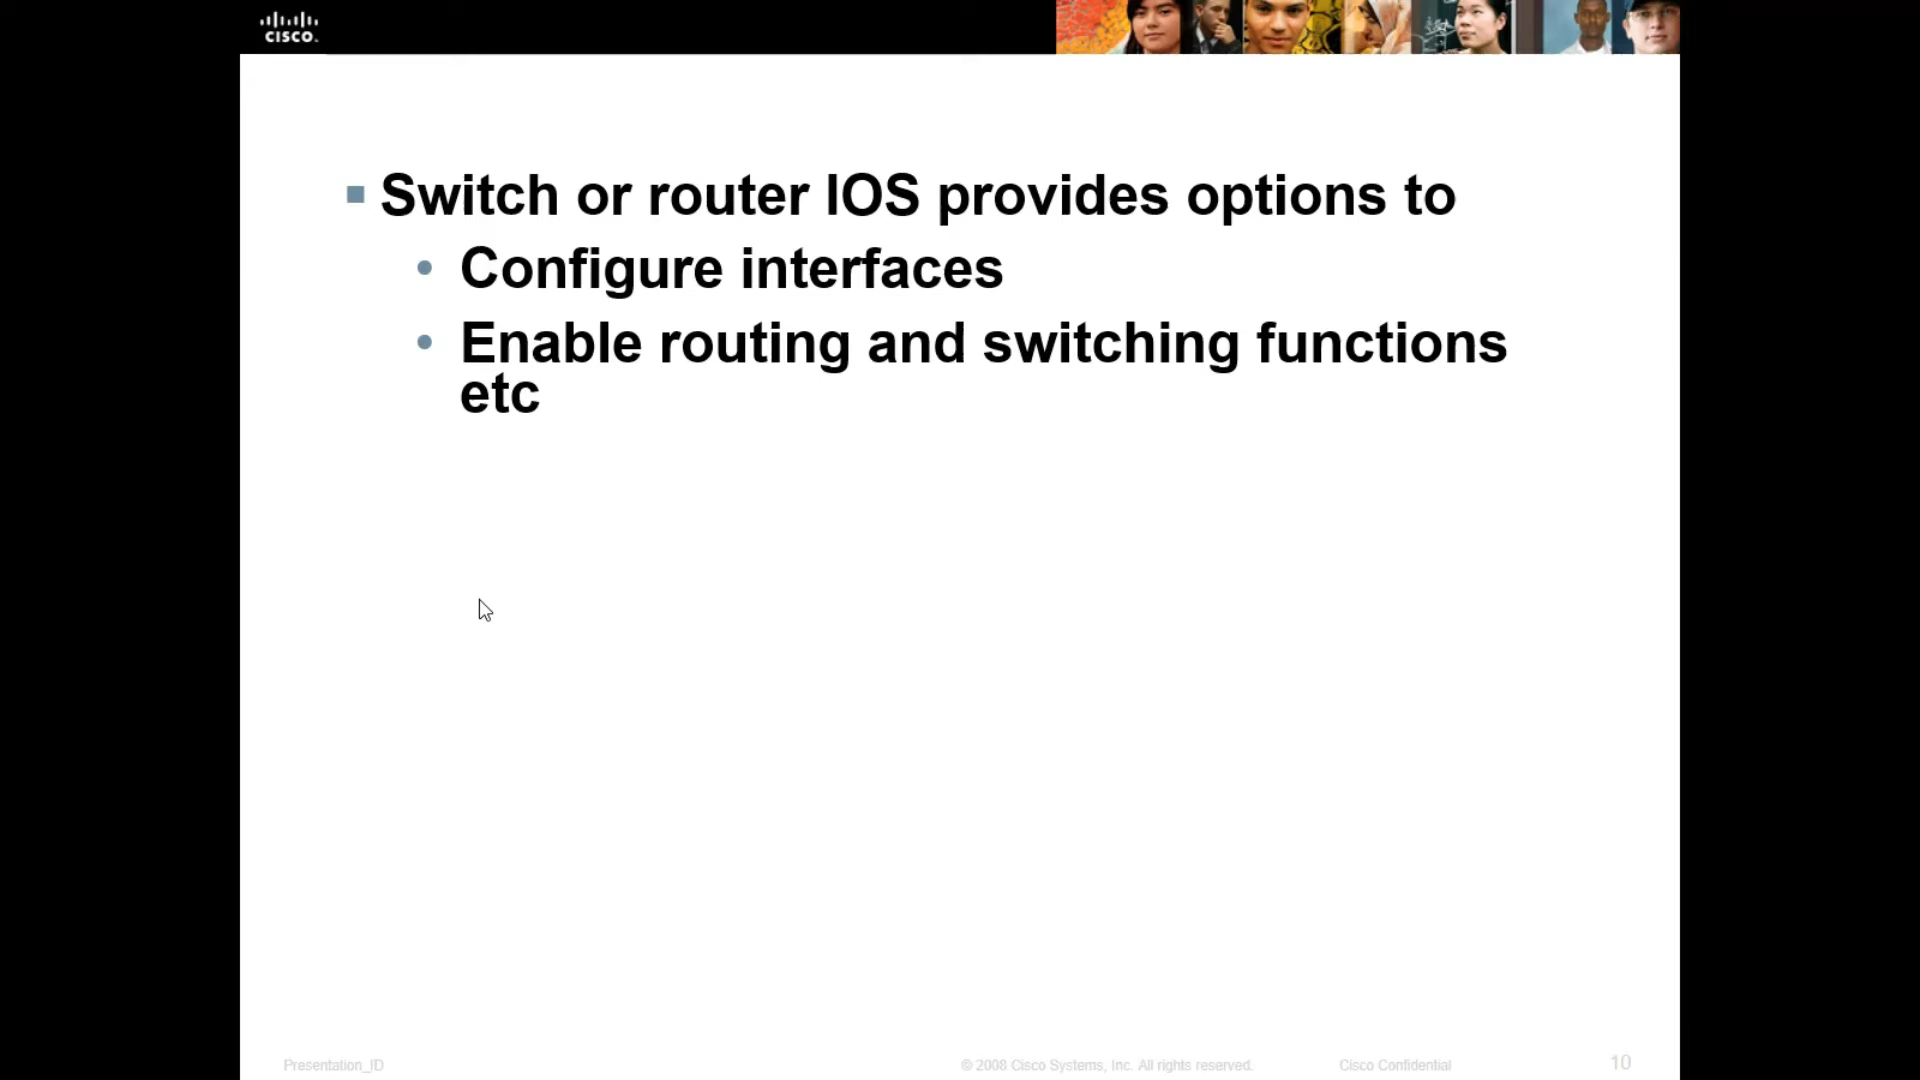 CISCO.
Switch or router IOS provides options to
Configure interfaces
Enable routing and switching functions
etc
Presentation_ID
© 2008 Cisco Systems, Inc. All rights reserved.
Cisco Confidential
10